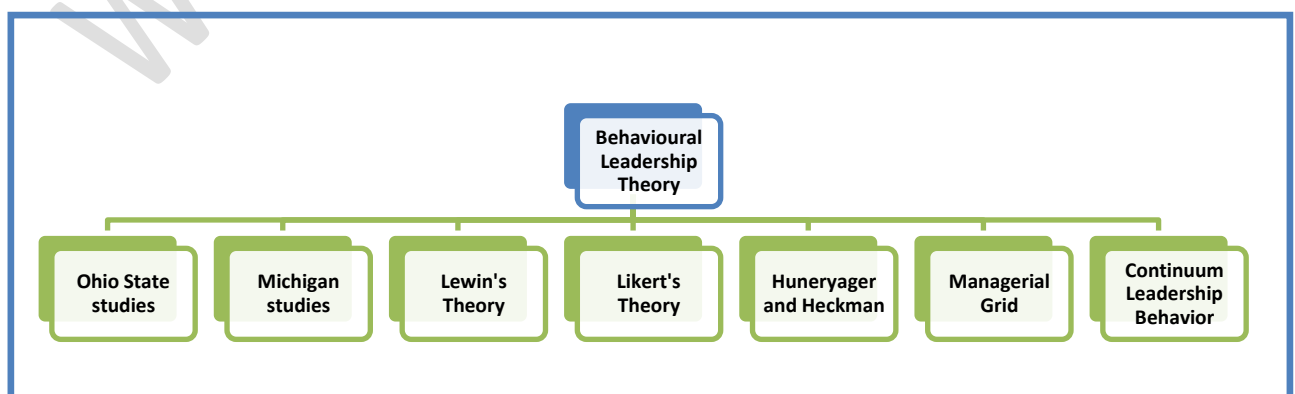 Behavioural
Leadership
Theory
Ohio State
studies
Michigan
studies
Lewin's
Theory
Likert's
Theory
Huneryager
and Heckman
Managerial
Grid
Continuum
Leadership
Behavior